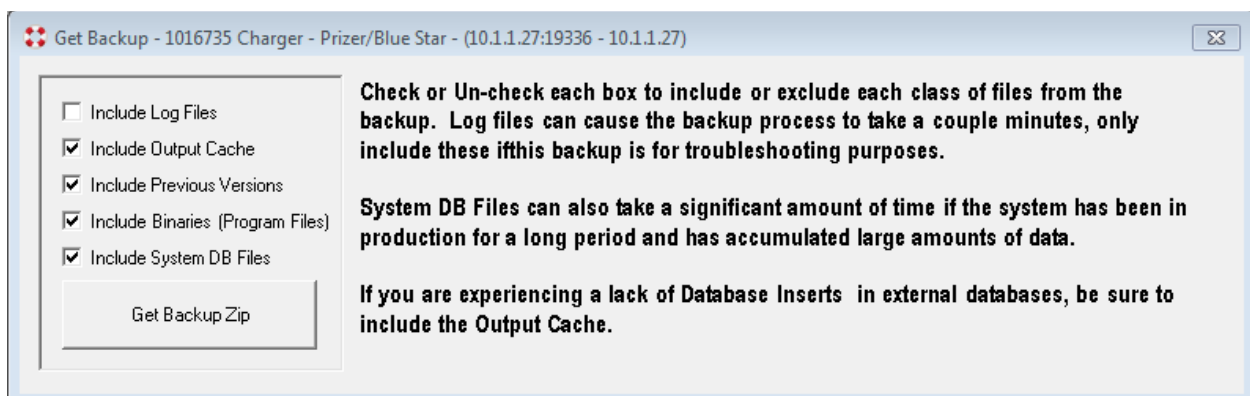 Get Backup - 1016735 Charger - Prizer/Blue Star - (10.1.1.27:19336 - 10.1.1.27)
Include Log Files
Include Output Cache
Include Previous Versions
Include Binaries (Program Files)
Include System DB Files
Get Backup Zip
Check or Un-check each box to include or exclude each class of files from the
backup. Log files can cause the backup process to take a couple minutes, only
include these ifthis backup is for troubleshooting purposes.
System DB Files can also take a significant amount of time if the system has been in
production for a long period and has accumulated large amounts of data.
If you are experiencing a lack of Database Inserts in external databases, be sure to
include the Output Cache.